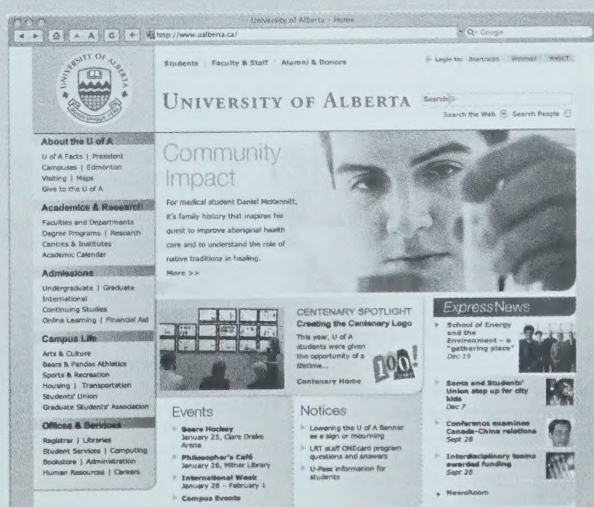 University of Alberta - Home
http://www.ualberta.ca/
Google
UNIVERSITY OF ALBERTA
Students Faculty & Staff Alumni & Donors
Login to: Beartracks Webmail WebCT
UNIVERSITY OF ALBERTA
Search
Search the Web Search People
About the U of A
U of A Facts | President
Campuses | Edmonton
Visiting | Maps
Give to the U of A
Academics & Research
Faculties and Departments
Degree Programs | Research
Centres & Institutes
Academic Calendar
Admissions
Undergraduate | Graduate
International
Continuing Studies
Online Learning | Financial Aid
Campus Life
Arts & Culture
Bears & Pandas Athletics
Sports & Recreation
Housing | Transportation
Students' Union
Graduate Students' Association
Offices & Services
Registrar | Libraries
Student Services | Computing
Bookstore | Administration
Human Resources | Careers
Community
Impact
For medical student Daniel McKennitt,
it's family history that inspires his
quest to improve aboriginal health
care and to understand the role of
native traditions in healing.
More >>
CENTENARY SPOTLIGHT
Creating the Centenary Logo
This year, U of A
students were given
the opportunity of a
lifetime...
Centenary Home
100!
Events
Bears Hockey
January 25, Clare Drake
Arena
Philosopher's Café
January 26, Milner Library
International Week
January 28 - February 1
Campus Events
Notices
Lowering the U of A Banner
as a sign or mourning
LRT staff ONEcard program
questions and answers
U-Pass information for
students
ExpressNews
School of Energy
and the
Environment - a
"gathering place"
Dec 19
Santa and Students'
Union step up for city
kids
Dec 7
Conference examines
Canada-China relations
Sept 28
Interdisciplinary teams
awarded funding
Sept 28
NewsRoom